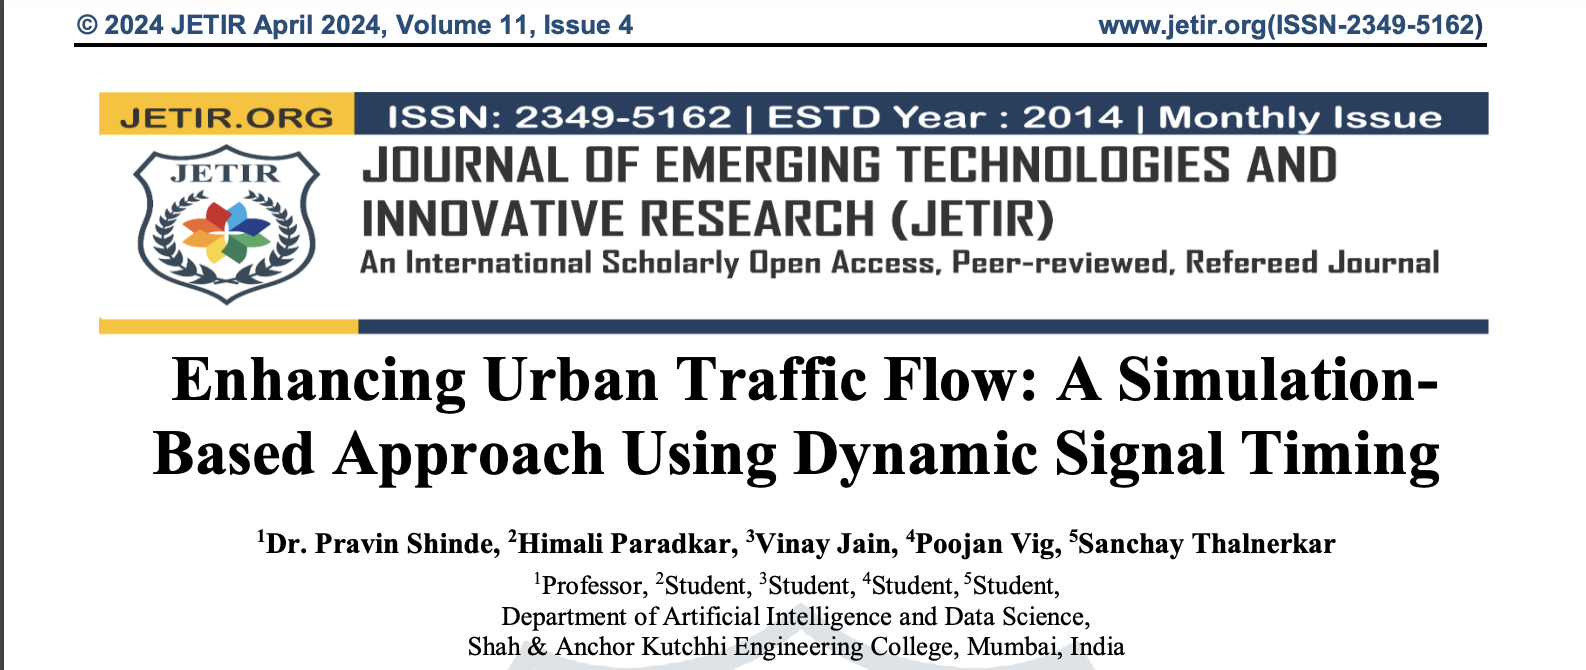 © 2024 JETIR April 2024, Volume 11, Issue 4 www.jetir.org(ISSN-2349-5162)
JETIR.ORG ISSN: 2349-5162 | ESTD Year : 2014 | Monthly Issue
JETIR
JOURNAL OF EMERGING TECHNOLOGIES AND
INNOVATIVE RESEARCH (JETIR)
An International Scholarly Open Access, Peer-reviewed, Refereed Journal
Enhancing Urban Traffic Flow: A Simulation-
Based Approach Using Dynamic Signal Timing
¹Dr. Pravin Shinde, ²Himali Paradkar, ³Vinay Jain, ⁴Poojan Vig, ⁵Sanchay Thalnerkar
¹Professor, ²Student, ³Student, ⁴Student, ⁵Student,
Department of Artificial Intelligence and Data Science,
Shah & Anchor Kutchhi Engineering College, Mumbai, India